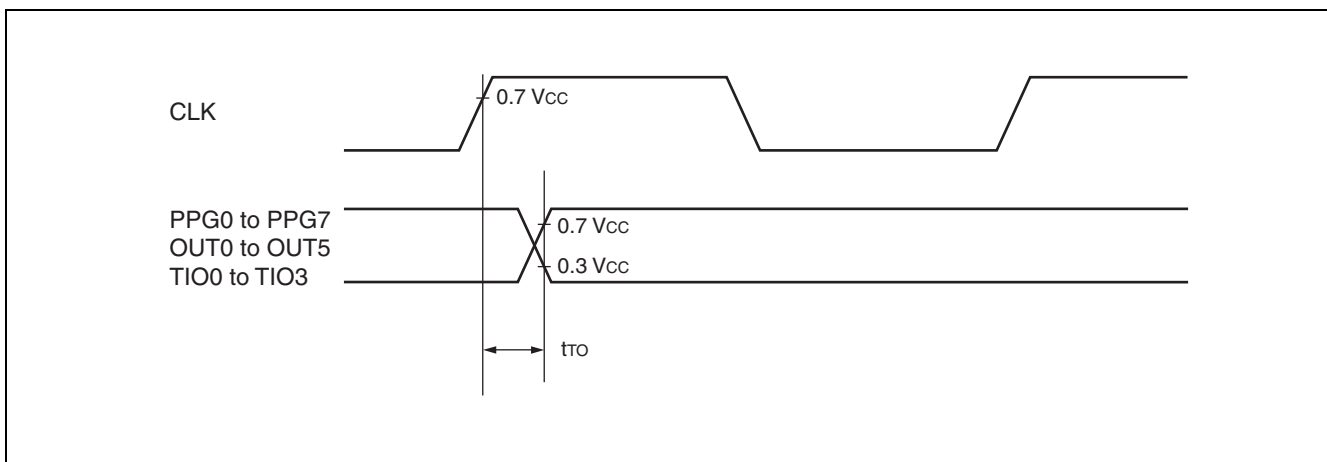 CLK
0.7 Vcc
PPG0 to PPG7
OUT0 to OUT5
TIO0 to TIO3
0.7 Vcc
0.3 Vcc
tTO